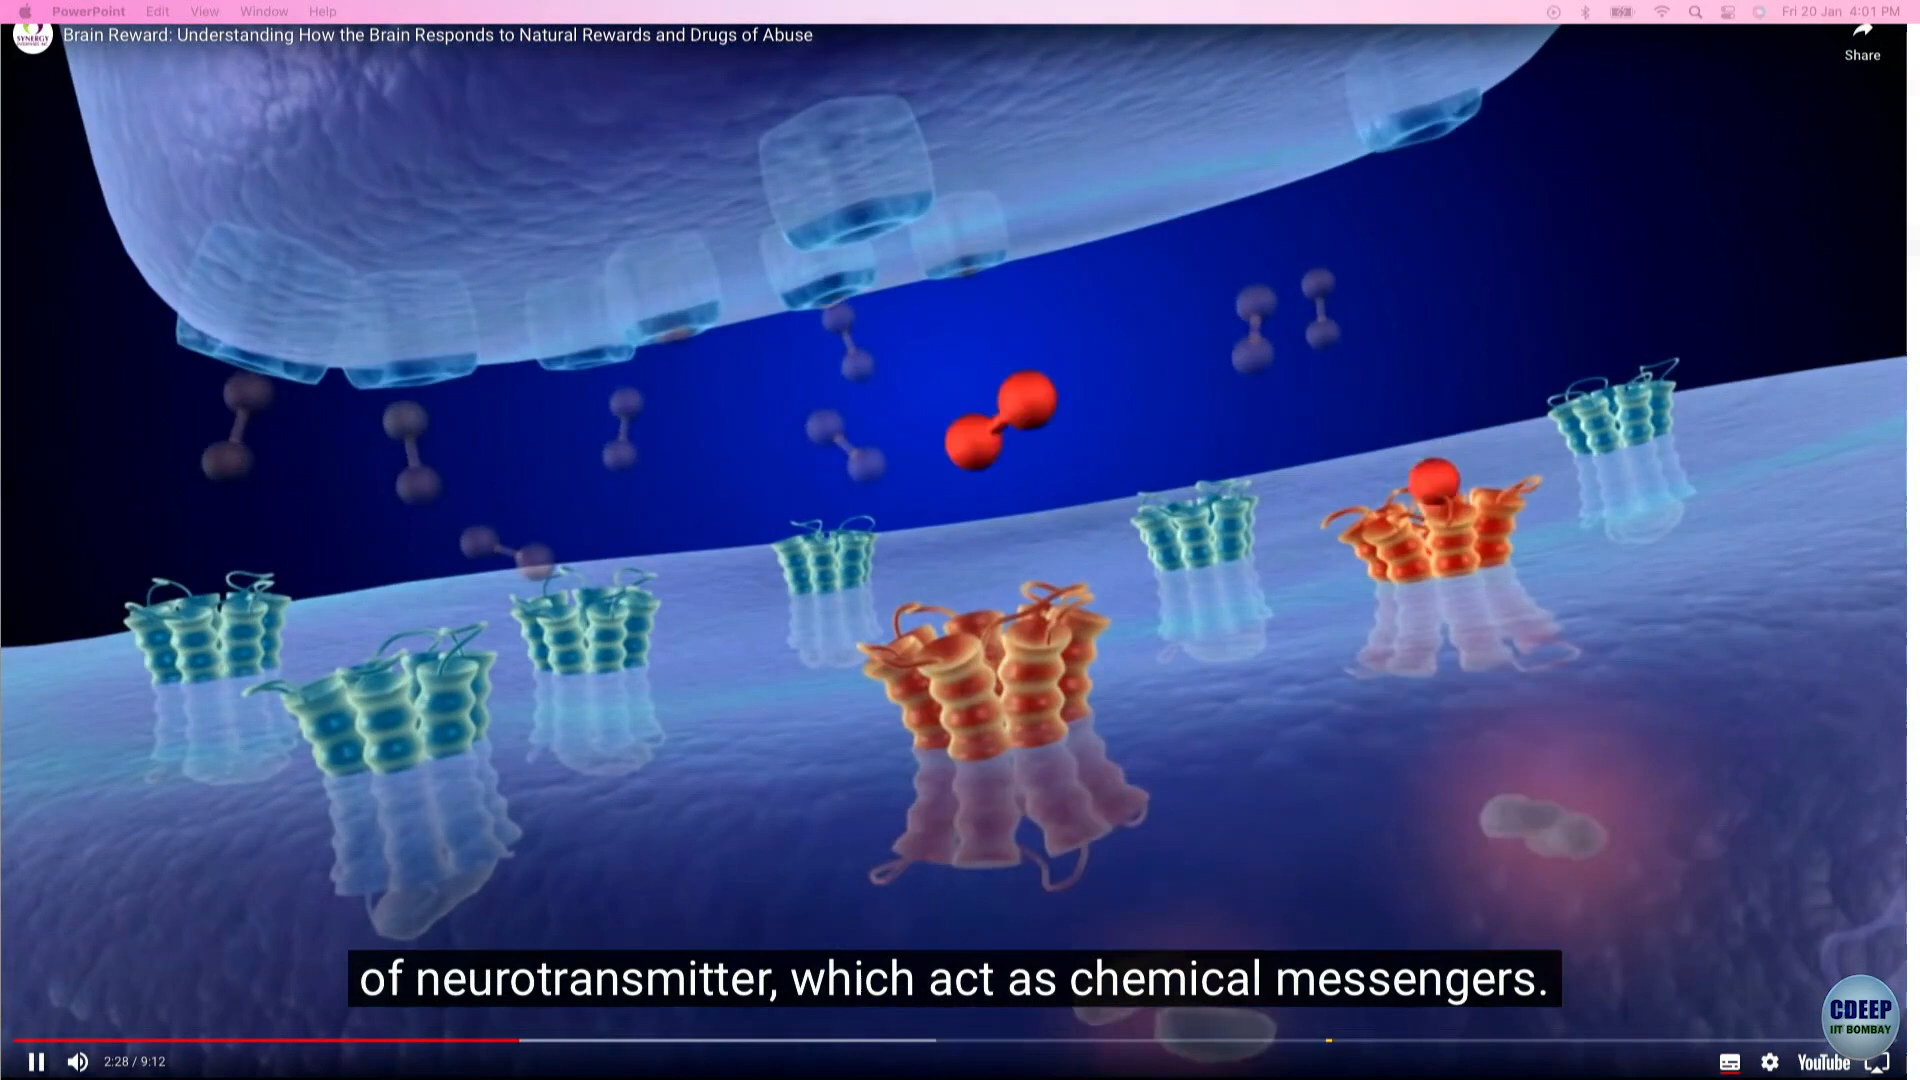 PowerPoint Edit View Window Help Fri 20 Jan 4:01 PM
SYNERGY
Brain Reward: Understanding How the Brain Responds to Natural Rewards and Drugs of Abuse
Share
of neurotransmitter, which act as chemical messengers.
CDEEP
IIT BOMBAY
2:28 / 9:12
YouTube